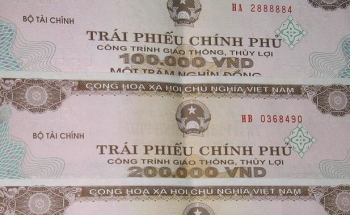 HA 2888884
BỘ TÀI CHÍNH
TRÁI PHIẾU CHÍNH PHỦ
CÔNG TRÌNH GIAO THÔNG, THỦY LỢI
100.000 VND
MỘT TRĂM NGHÌN ĐỒNG
CỘNG HÒA XÃ HỘI CHỦ NGHĨA VIỆT NAM
HB 0368490
BỘ TÀI CHÍNH
TRÁI PHIẾU CHÍNH PHỦ
CÔNG TRÌNH GIAO THÔNG, THỦY LỢI
200.000 VND
CỘNG HÒA XÃ HỘI CHỦ NGHĨA VIỆT NAM